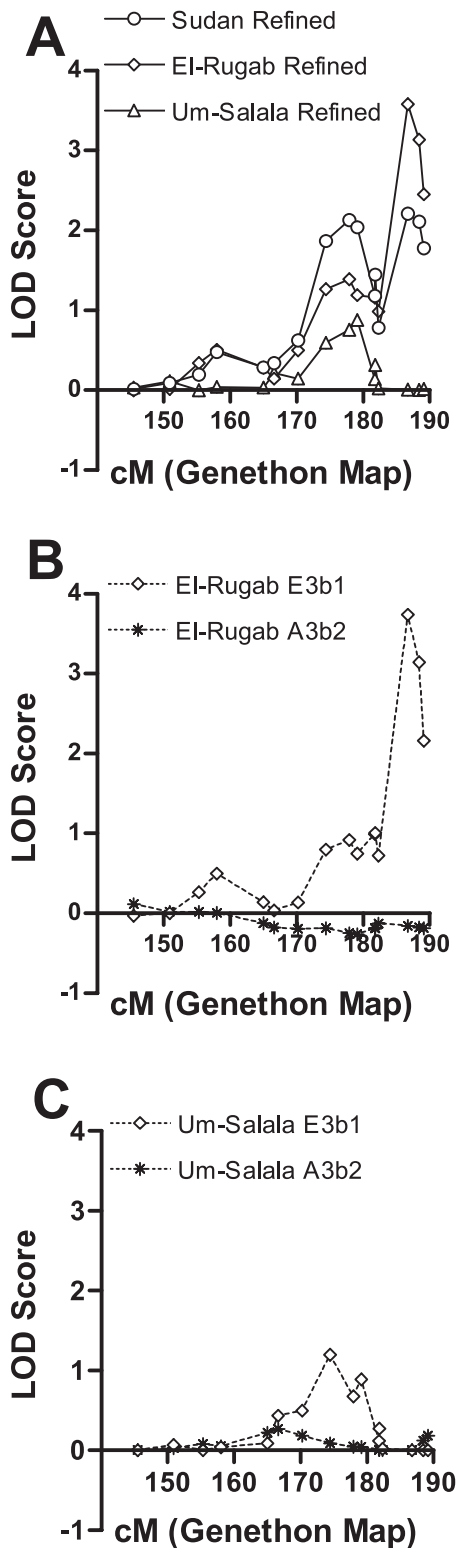 A
Sudan Refined
El-Rugab Refined
Um-Salala Refined
4
3
2
1
0
-1
LOD Score
150 160 170 180 190
cM (Genethon Map)
B
El-Rugab E3b1
El-Rugab A3b2
4
3
2
1
0
-1
LOD Score
150 160 170 180 190
cM (Genethon Map)
C
Um-Salala E3b1
Um-Salala A3b2
4
3
2
1
0
-1
LOD Score
150 160 170 180 190
cM (Genethon Map)